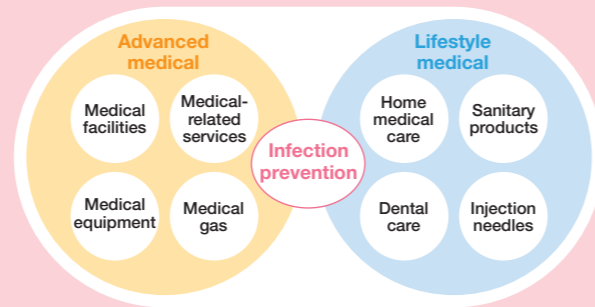 Advanced
medical
Medical
facilities
Medical-
related
services
Medical
equipment
Medical
gas
Infection
prevention
Lifestyle
medical
Home
medical
care
Sanitary
products
Dental
care
Injection
needles